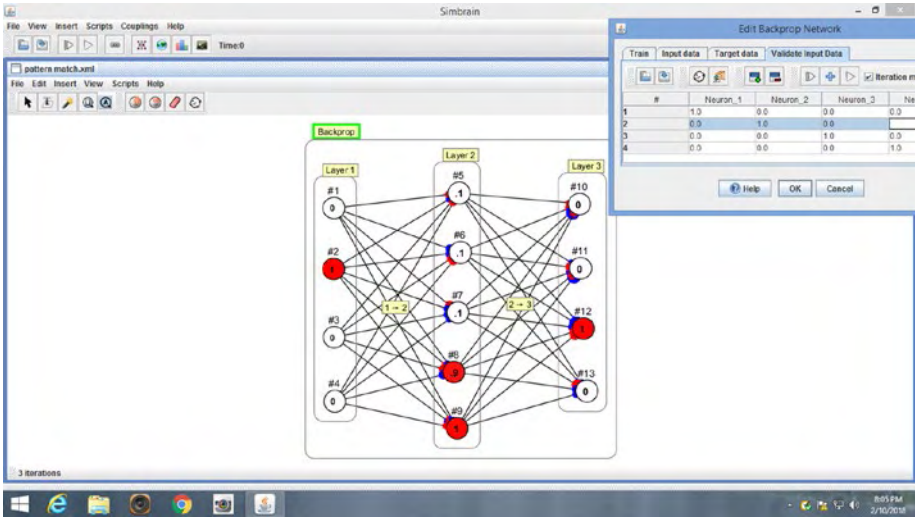 Simbrain
File View Insert Scripts Couplings Help
Time:0
pattern match.xml
File Edit Insert View Scripts Help
Backprop
Layer 1
Layer 2
Layer 3
#1
0
#2
1
#3
0
#4
0
#5
.1
#6
.1
#7
.1
#8
.9
#9
1
#10
0
#11
0
#12
1
#13
0
1 → 2
2 → 3
3 iterations
Edit Backprop Network
Train Input data Target data Validate Input Data
Iteration m
# Neuron_1 Neuron_2 Neuron_3 Ne
1 1.0 0.0 0.0 0.0
2 0.0 1.0 0.0
3 0.0 0.0 1.0 0.0
4 0.0 0.0 0.0 1.0
Help OK Cancel
8:05 PM
2/10/2018